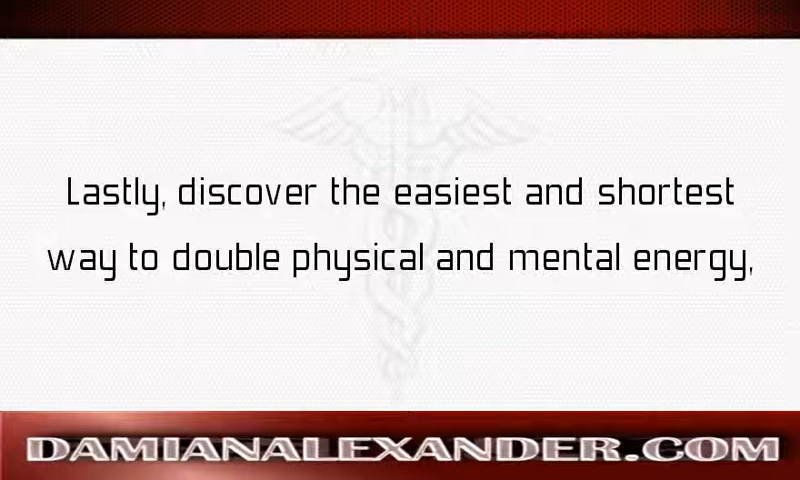 Lastly, discover the easiest and shortest
way to double physical and mental energy,
DAMIANALEXANDER.COM